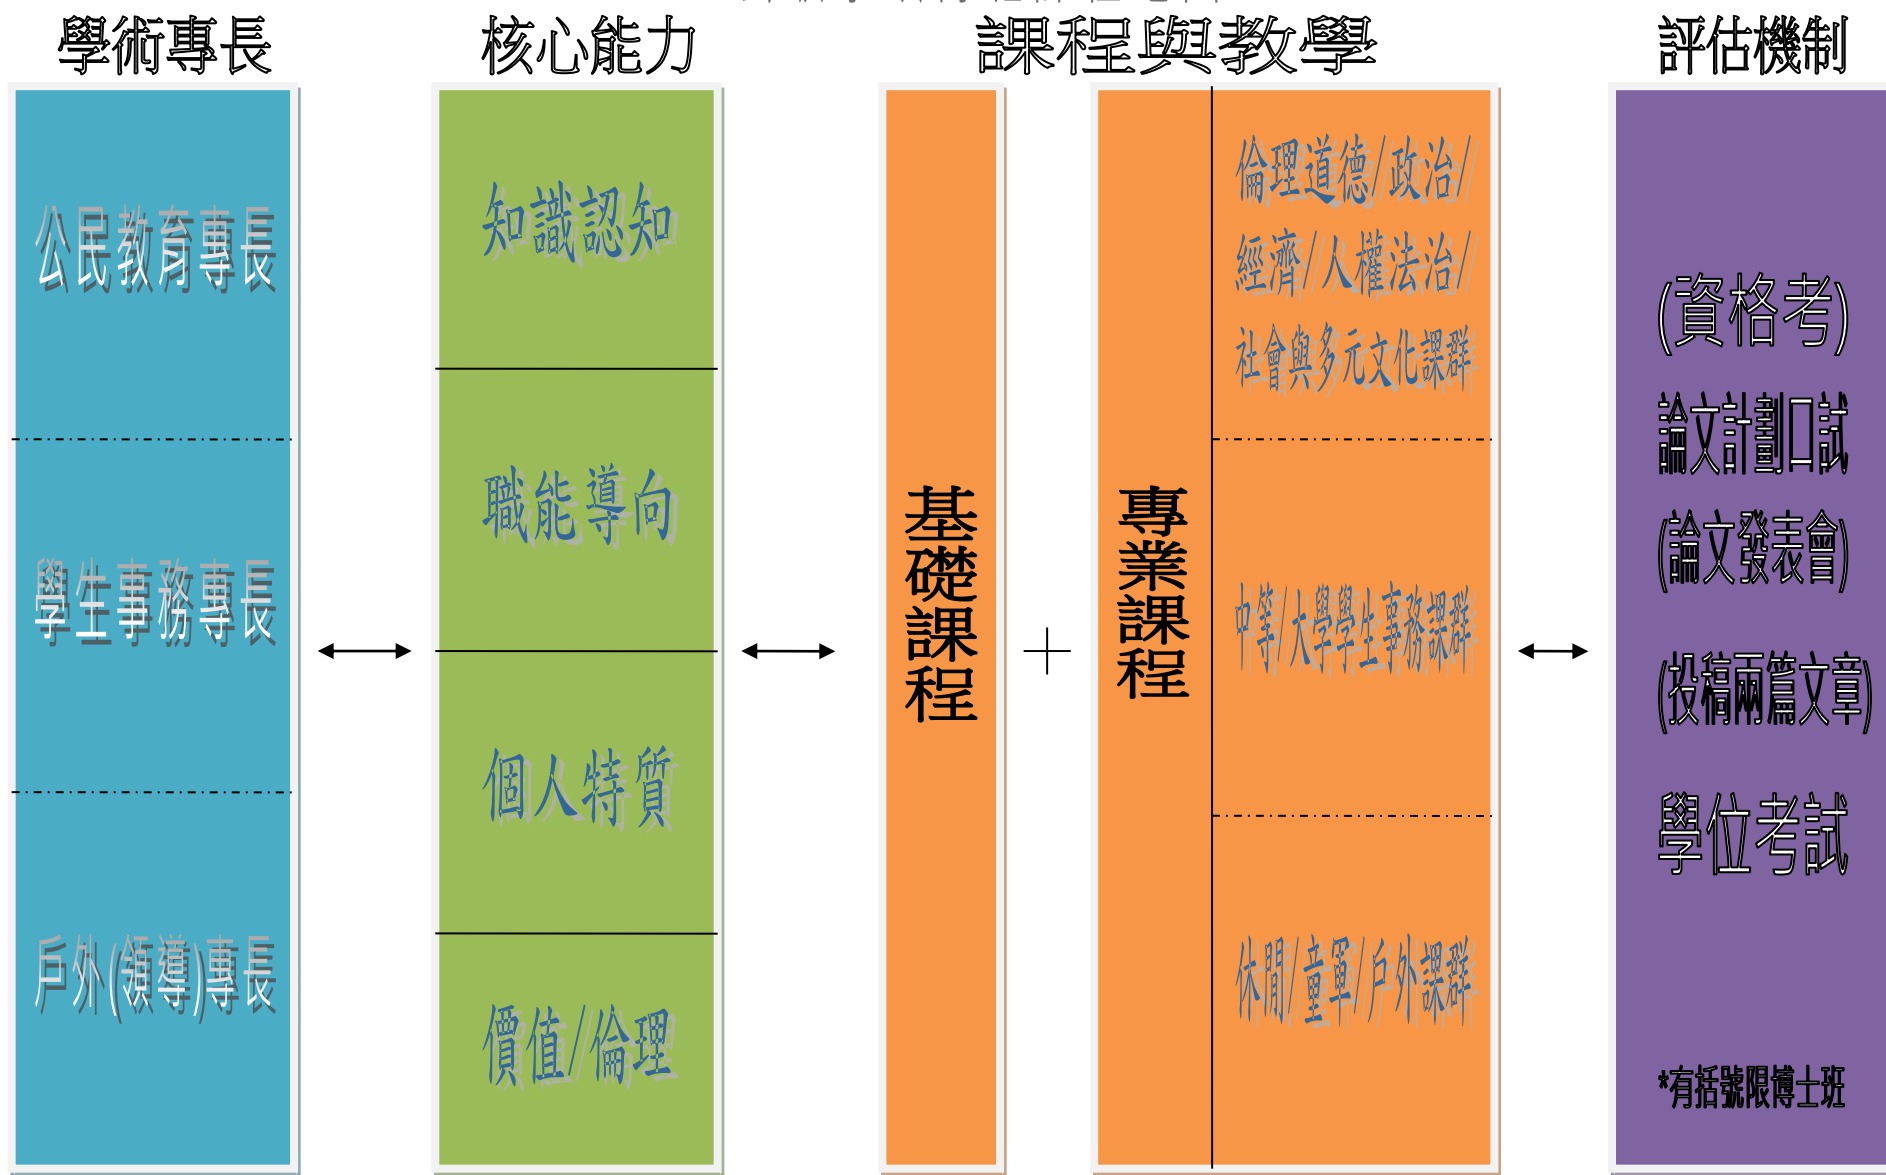 學術專長
公民教育專長
學生事務專長
戶外(領導)專長
核心能力
知識認知
職能導向
個人特質
價值/倫理
課程與教學
基礎課程
專業課程
倫理道德/政治/
經濟/人權法治/
社會與多元文化課群
中等/大學學生事務課群
休閒/童軍/戶外課群
評估機制
(資格考)
論文計劃口試
(論文發表會)
(投稿兩篇文章)
學位考試
*有括號限博士班